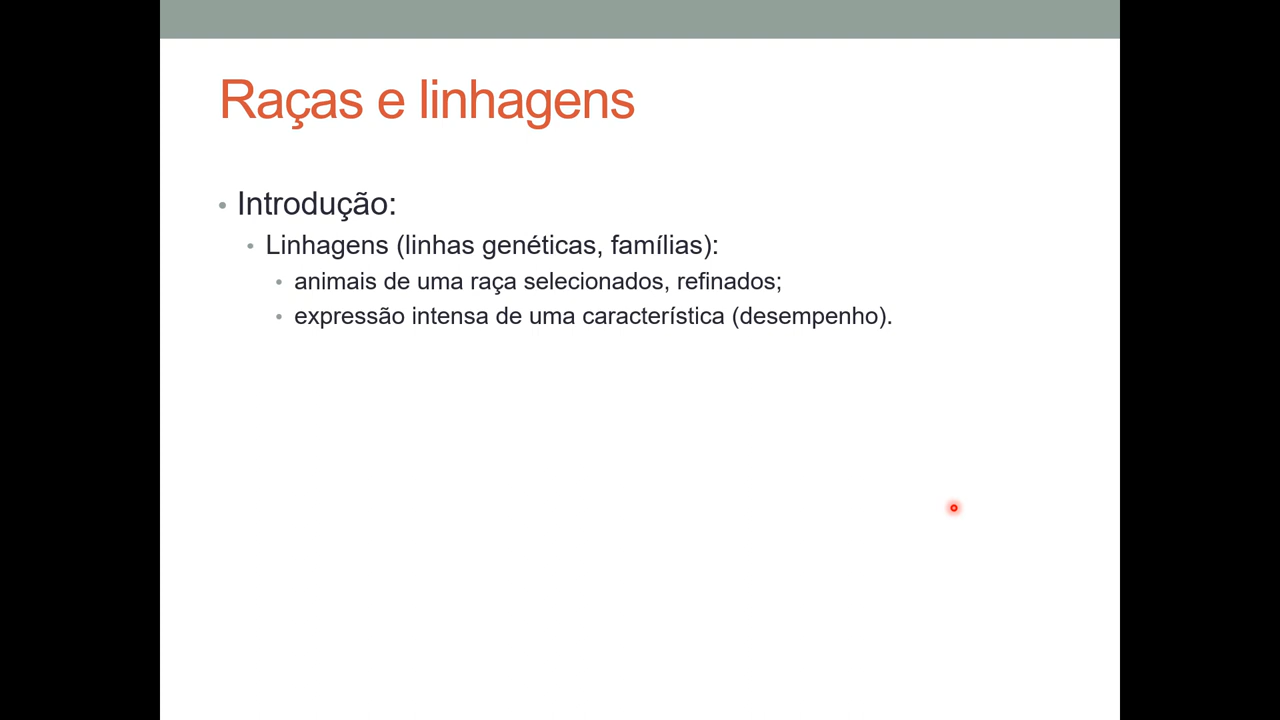 Raças e linhagens
• Introdução:
• Linhagens (linhas genéticas, famílias):
• animais de uma raça selecionados, refinados;
• expressão intensa de uma característica (desempenho).